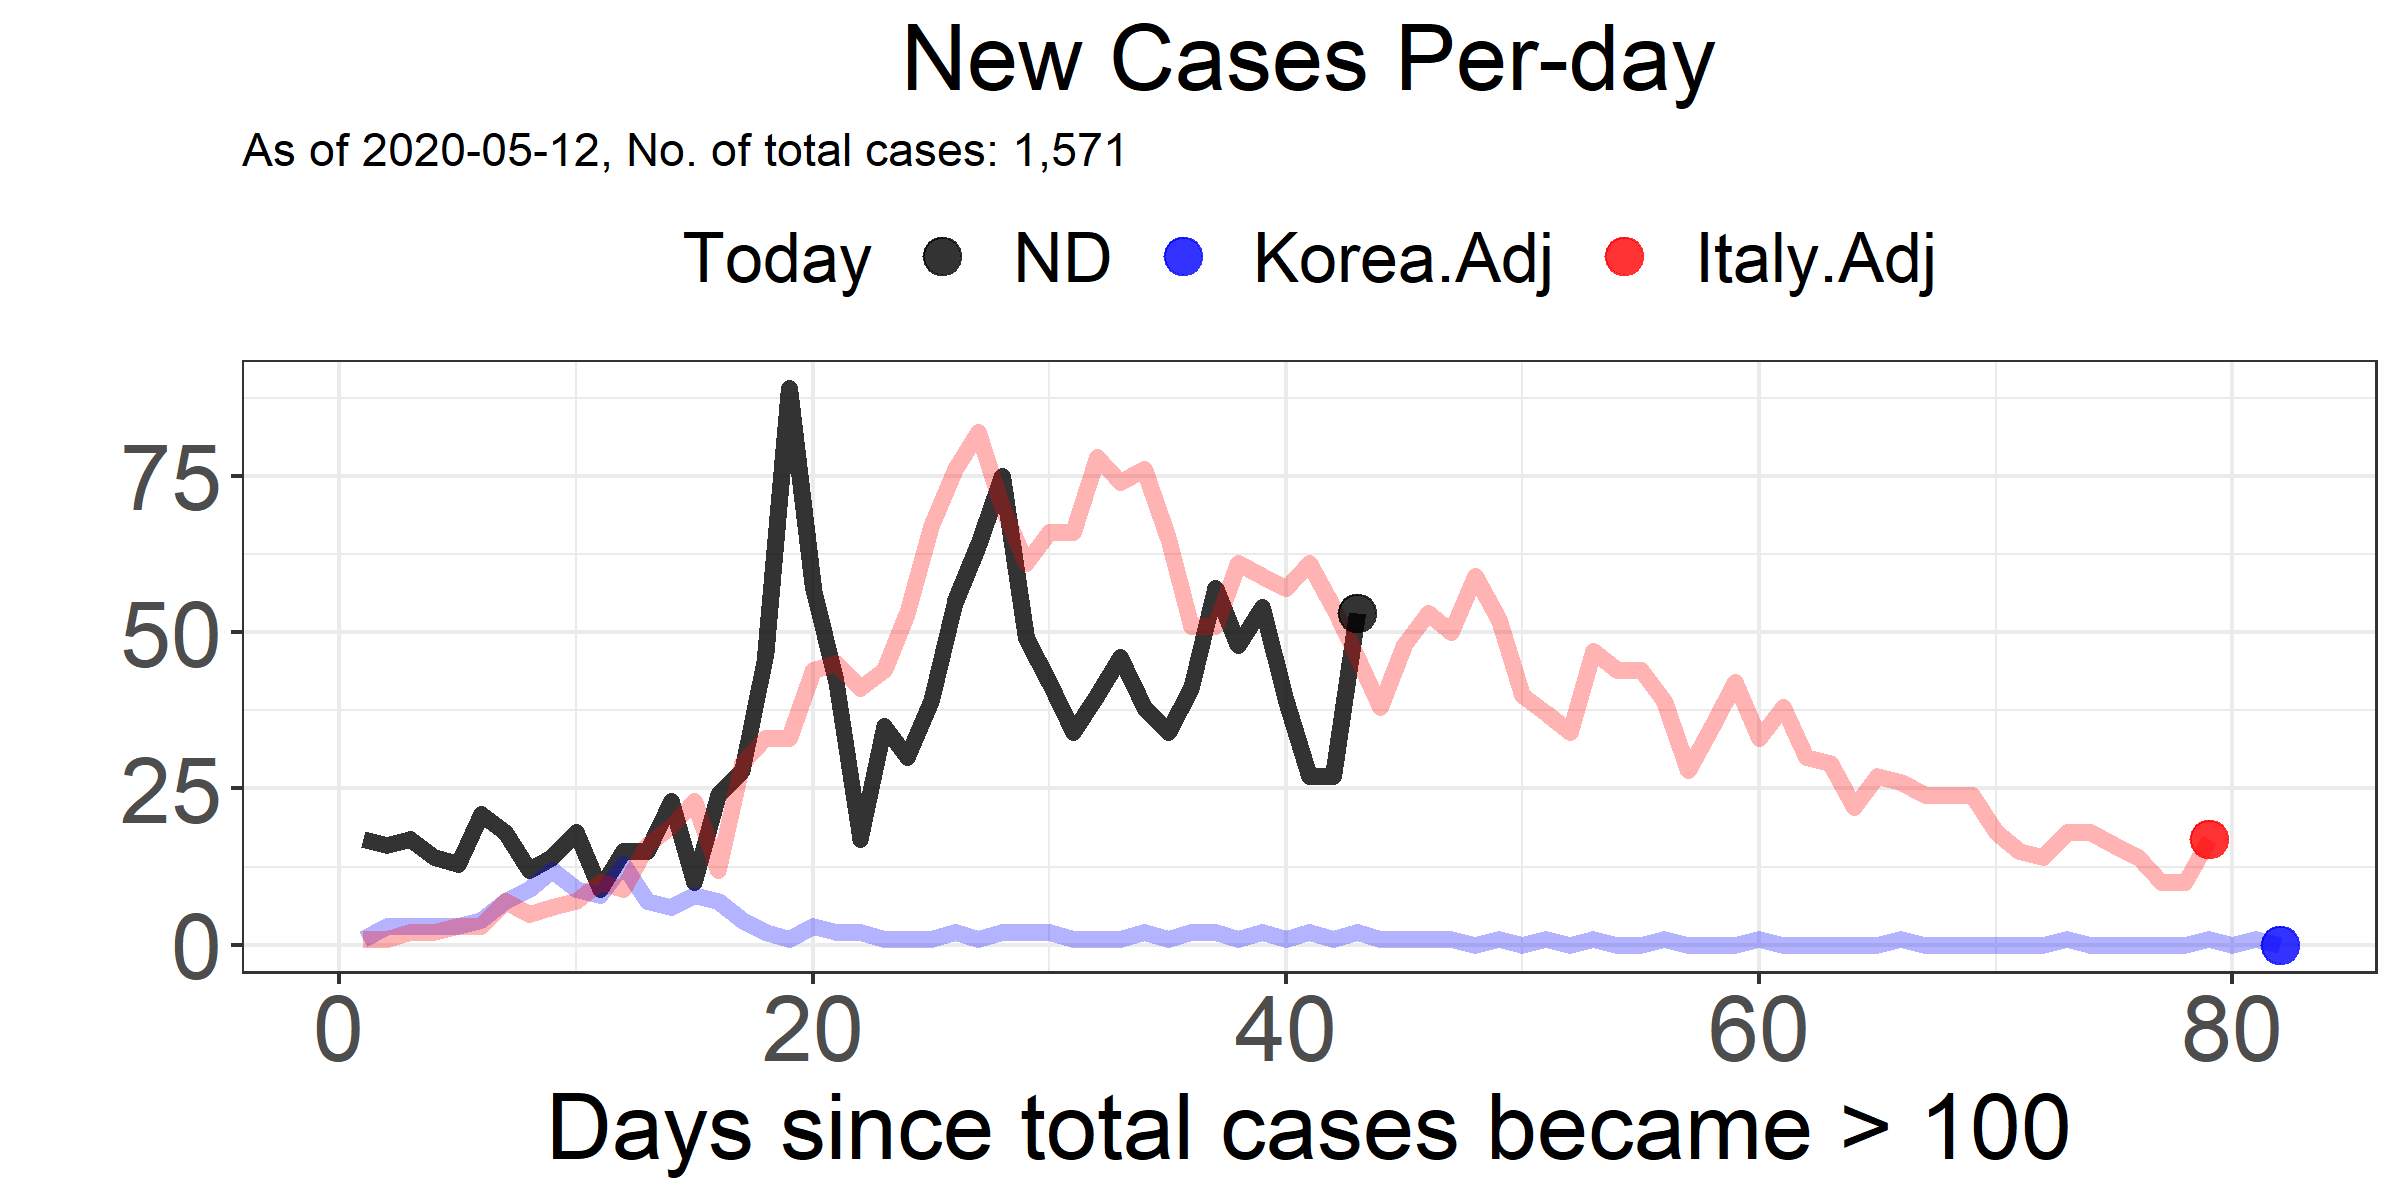 New Cases Per-day
As of 2020-05-12, No. of total cases: 1,571
Today ND Korea.Adj Italy.Adj
75
50
25
0
0 20 40 60 80
Days since total cases became > 100